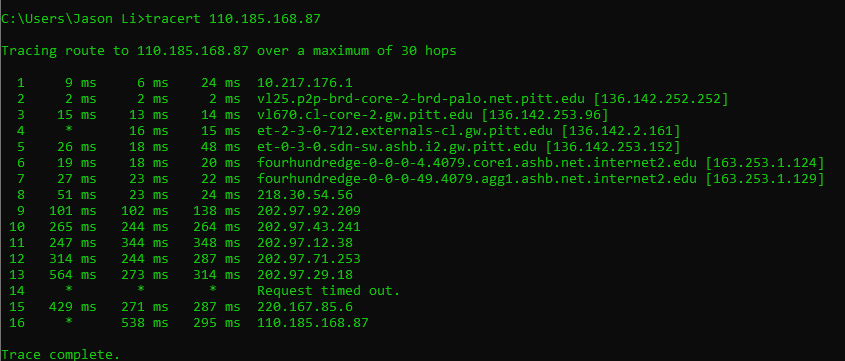 C:\Users\Jason Li>tracert 110.185.168.87
Tracing route to 110.185.168.87 over a maximum of 30 hops
1 9 ms 6 ms 24 ms 10.217.176.1
2 2 ms 2 ms 2 ms vl25.p2p-brd-core-2-brd-palo.net.pitt.edu [136.142.252.252]
3 15 ms 13 ms 14 ms vl670.cl-core-2.gw.pitt.edu [136.142.253.96]
4 * 16 ms 15 ms et-2-3-0-712.externals-cl.gw.pitt.edu [136.142.2.161]
5 26 ms 18 ms 48 ms et-0-3-0.sdn-sw.ashb.i2.gw.pitt.edu [136.142.253.152]
6 19 ms 18 ms 20 ms fourhundredge-0-0-0-4.4079.core1.ashb.net.internet2.edu [163.253.1.124]
7 27 ms 23 ms 22 ms fourhundredge-0-0-0-49.4079.agg1.ashb.net.internet2.edu [163.253.1.129]
8 51 ms 23 ms 24 ms 218.30.54.56
9 101 ms 102 ms 138 ms 202.97.92.209
10 265 ms 244 ms 264 ms 202.97.43.241
11 247 ms 344 ms 348 ms 202.97.12.38
12 314 ms 244 ms 287 ms 202.97.71.253
13 564 ms 273 ms 314 ms 202.97.29.18
14 * * * Request timed out.
15 429 ms 271 ms 287 ms 220.167.85.6
16 * 538 ms 295 ms 110.185.168.87
Trace complete.